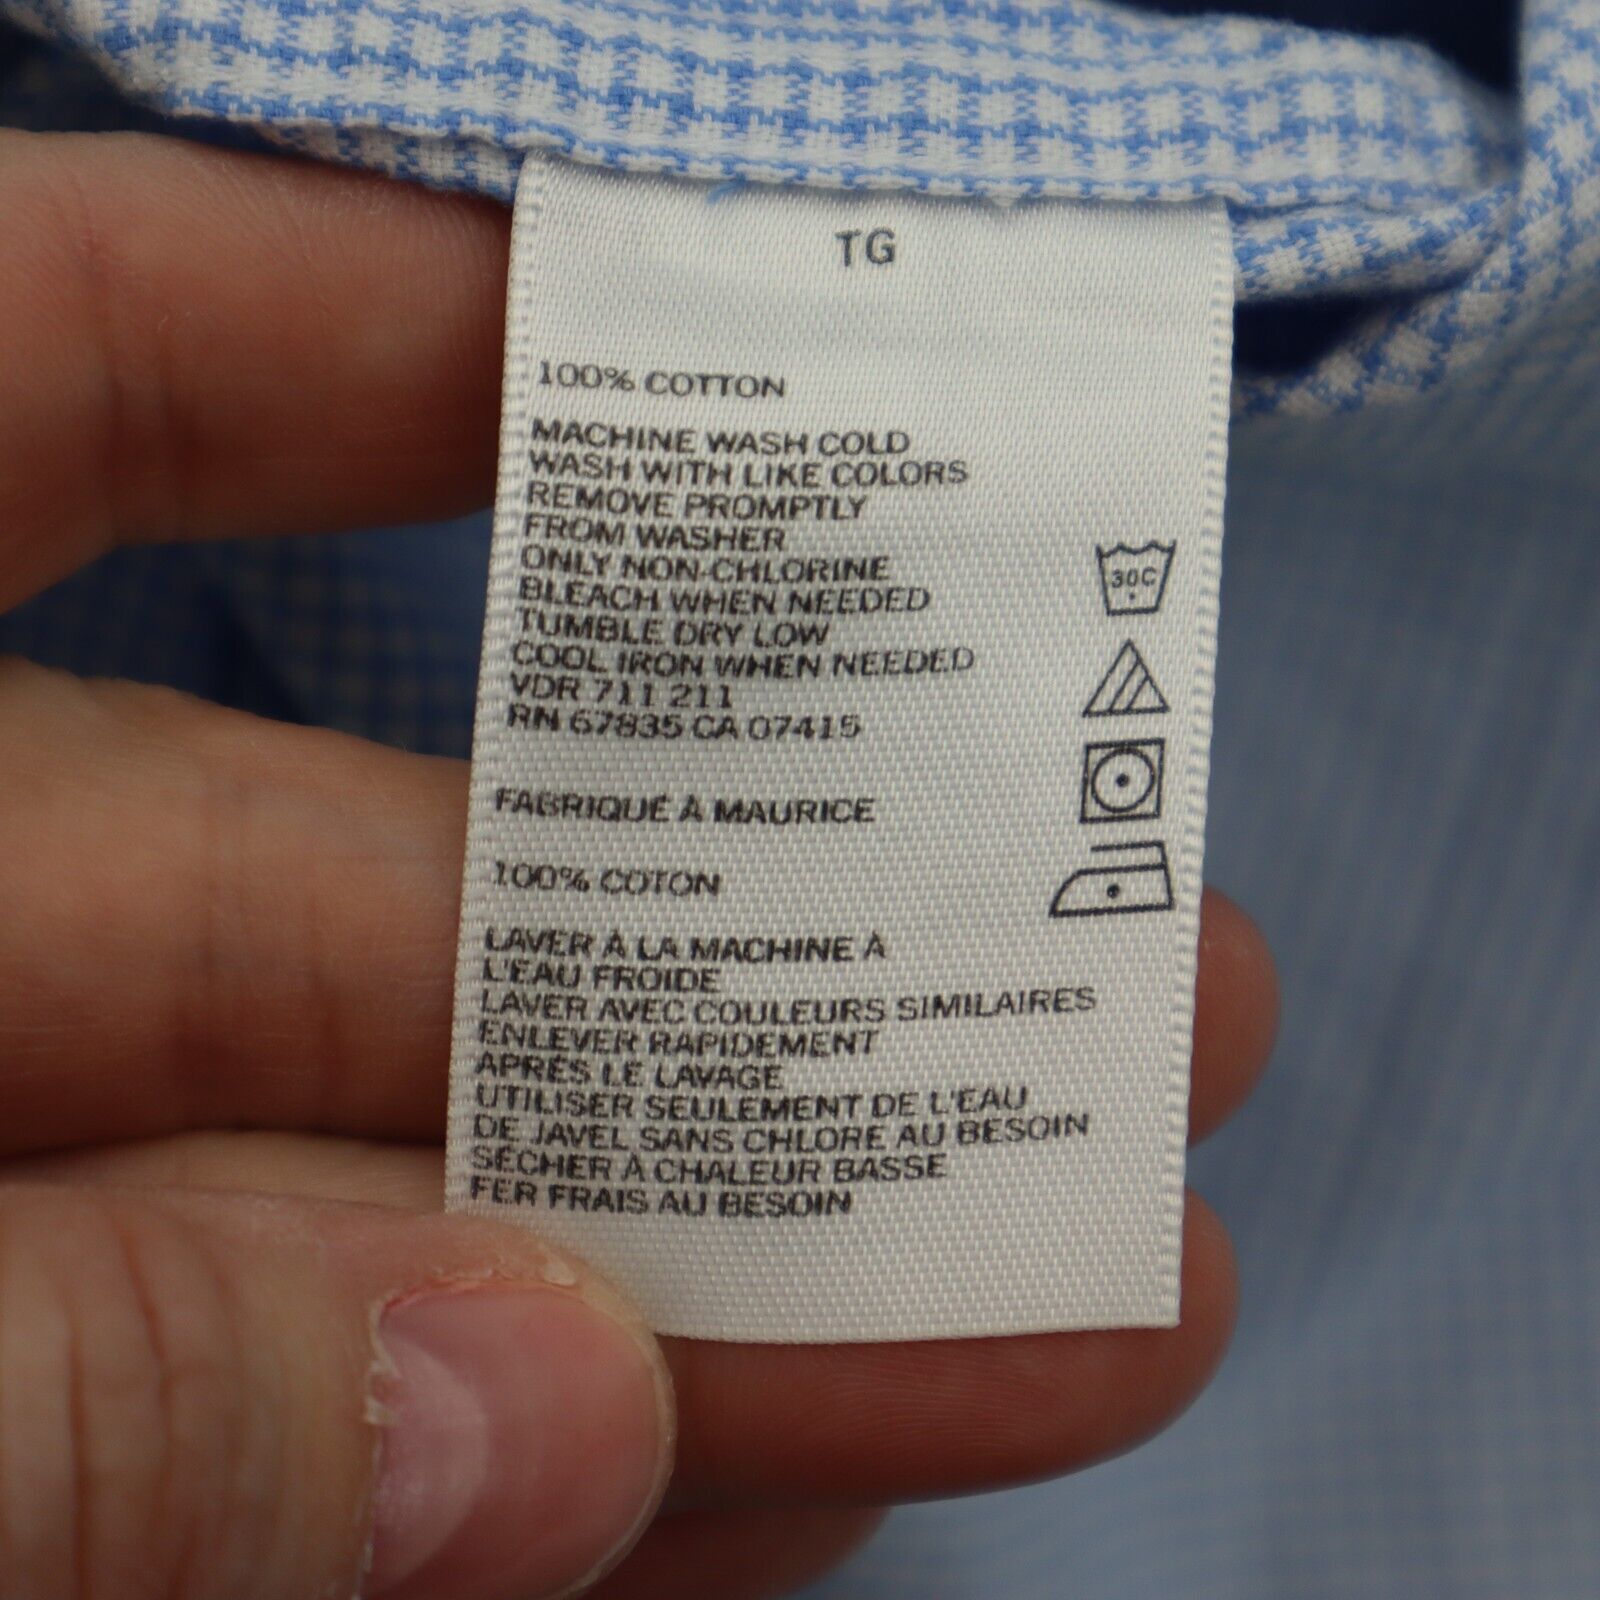 TG
100% COTTON
MACHINE WASH COLD
WASH WITH LIKE COLORS
REMOVE PROMPTLY
FROM WASHER
ONLY NON-CHLORINE
BLEACH WHEN NEEDED
TUMBLE DRY LOW
COOL IRON WHEN NEEDED
VDR 711 211
RN 67835 CA 07415
30C
FABRIQUÉ À MAURICE
100% COTON
LAVER À LA MACHINE À
L'EAU FROIDE
LAVER AVEC COULEURS SIMILAIRES
ENLEVER RAPIDEMENT
APRÈS LE LAVAGE
UTILISER SEULEMENT DE L'EAU
DE JAVEL SANS CHLORE AU BESOIN
SÉCHER À CHALEUR BASSE
FER FRAIS AU BESOIN